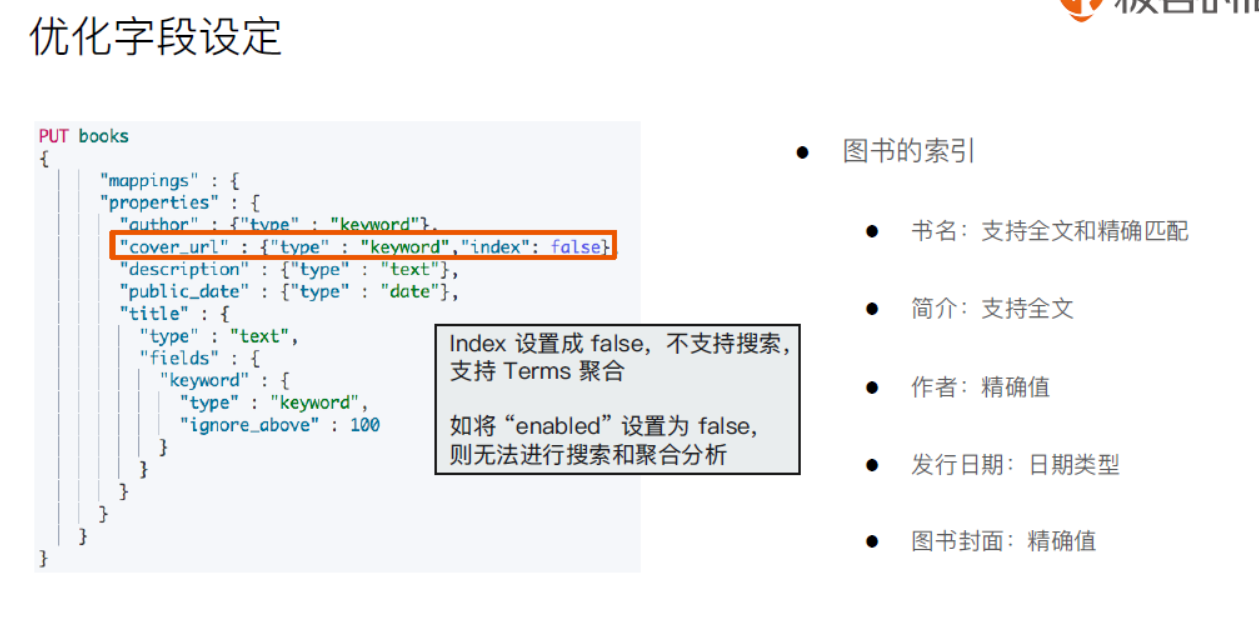 优化字段设定
PUT books
{
"mappings" : {
"properties" : {
"author" : {"type" : "keyword"},
"cover_url" : {"type" : "keyword","index": false}
"description" : {"type" : "text"},
"public_date" : {"type" : "date"},
"title" : {
"type" : "text",
"fields" : {
"keyword" : {
"type" : "keyword",
"ignore_above" : 100
}
}
}
}
}
}
Index 设置成 false，不支持搜索，
支持 Terms 聚合
如将 “enabled” 设置为 false，
则无法进行搜索和聚合分析
● 图书的索引
● 书名：支持全文和精确匹配
● 简介：支持全文
● 作者：精确值
● 发行日期：日期类型
● 图书封面：精确值